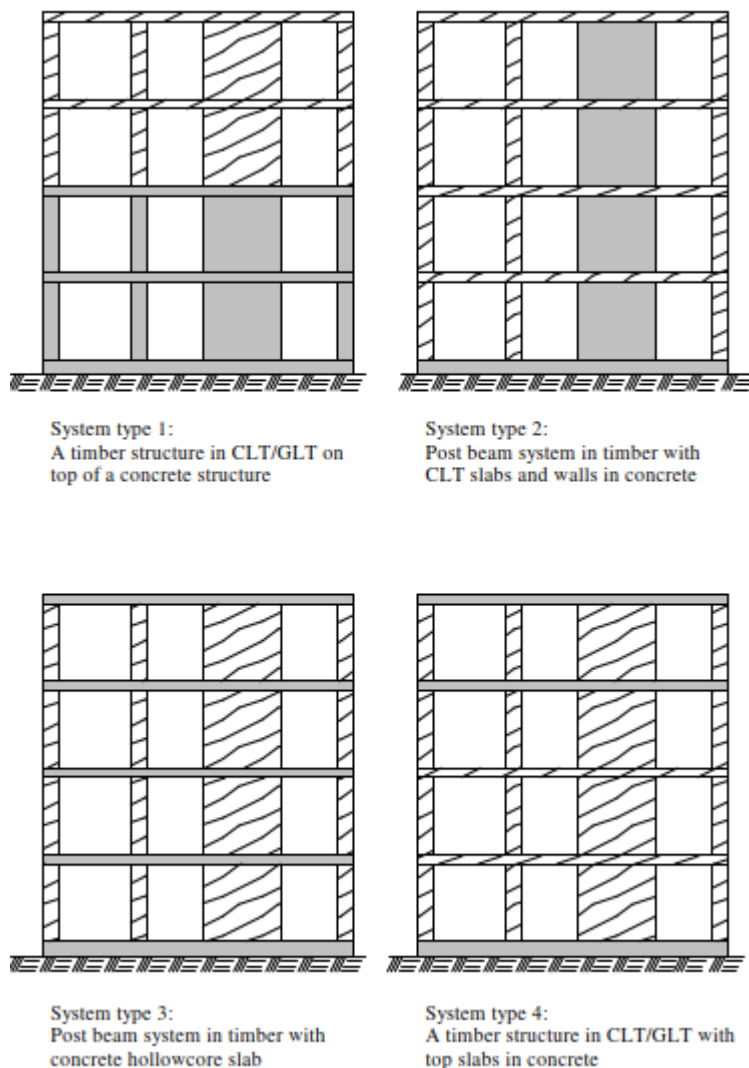 System type 1:
A timber structure in CLT/GLT on
top of a concrete structure
System type 2:
Post beam system in timber with
CLT slabs and walls in concrete
System type 3:
Post beam system in timber with
concrete hollowcore slab
System type 4:
A timber structure in CLT/GLT with
top slabs in concrete